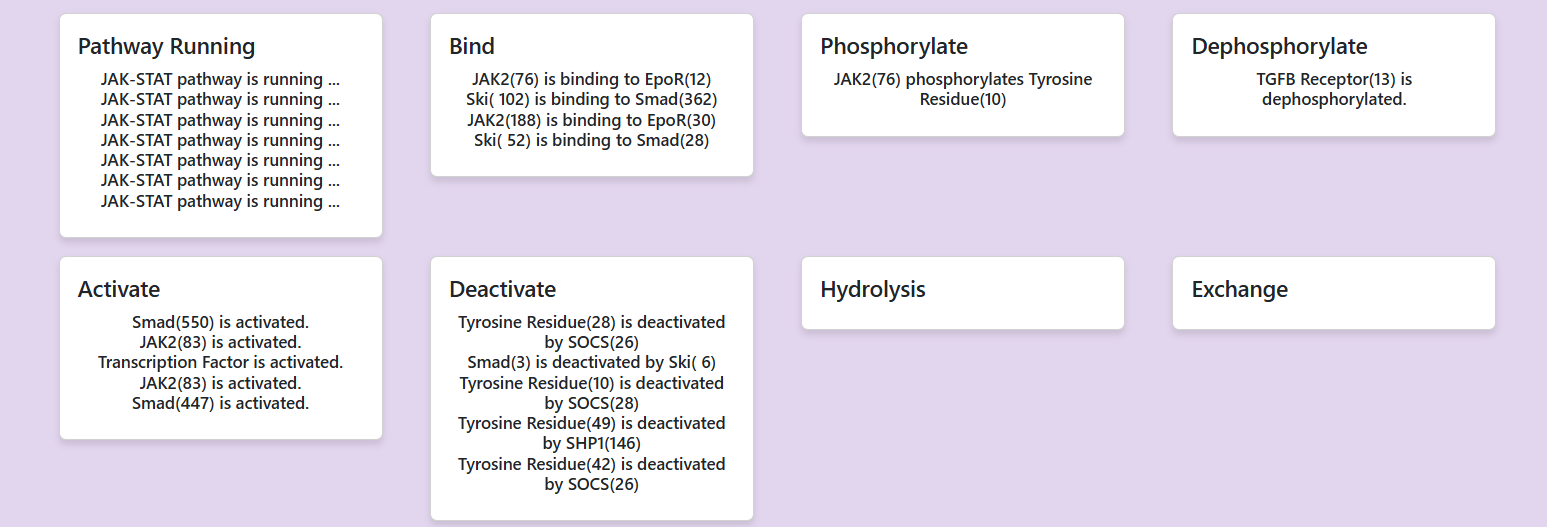 Pathway Running
JAK-STAT pathway is running ...
JAK-STAT pathway is running ...
JAK-STAT pathway is running ...
JAK-STAT pathway is running ...
JAK-STAT pathway is running ...
JAK-STAT pathway is running ...
JAK-STAT pathway is running ...
Bind
JAK2(76) is binding to EpoR(12)
Ski( 102) is binding to Smad(362)
JAK2(188) is binding to EpoR(30)
Ski( 52) is binding to Smad(28)
Phosphorylate
JAK2(76) phosphorylates Tyrosine
Residue(10)
Dephosphorylate
TGFB Receptor(13) is
dephosphorylated.
Activate
Smad(550) is activated.
JAK2(83) is activated.
Transcription Factor is activated.
JAK2(83) is activated.
Smad(447) is activated.
Deactivate
Tyrosine Residue(28) is deactivated
by SOCS(26)
Smad(3) is deactivated by Ski( 6)
Tyrosine Residue(10) is deactivated
by SOCS(28)
Tyrosine Residue(49) is deactivated
by SHP1(146)
Tyrosine Residue(42) is deactivated
by SOCS(26)
Hydrolysis
Exchange